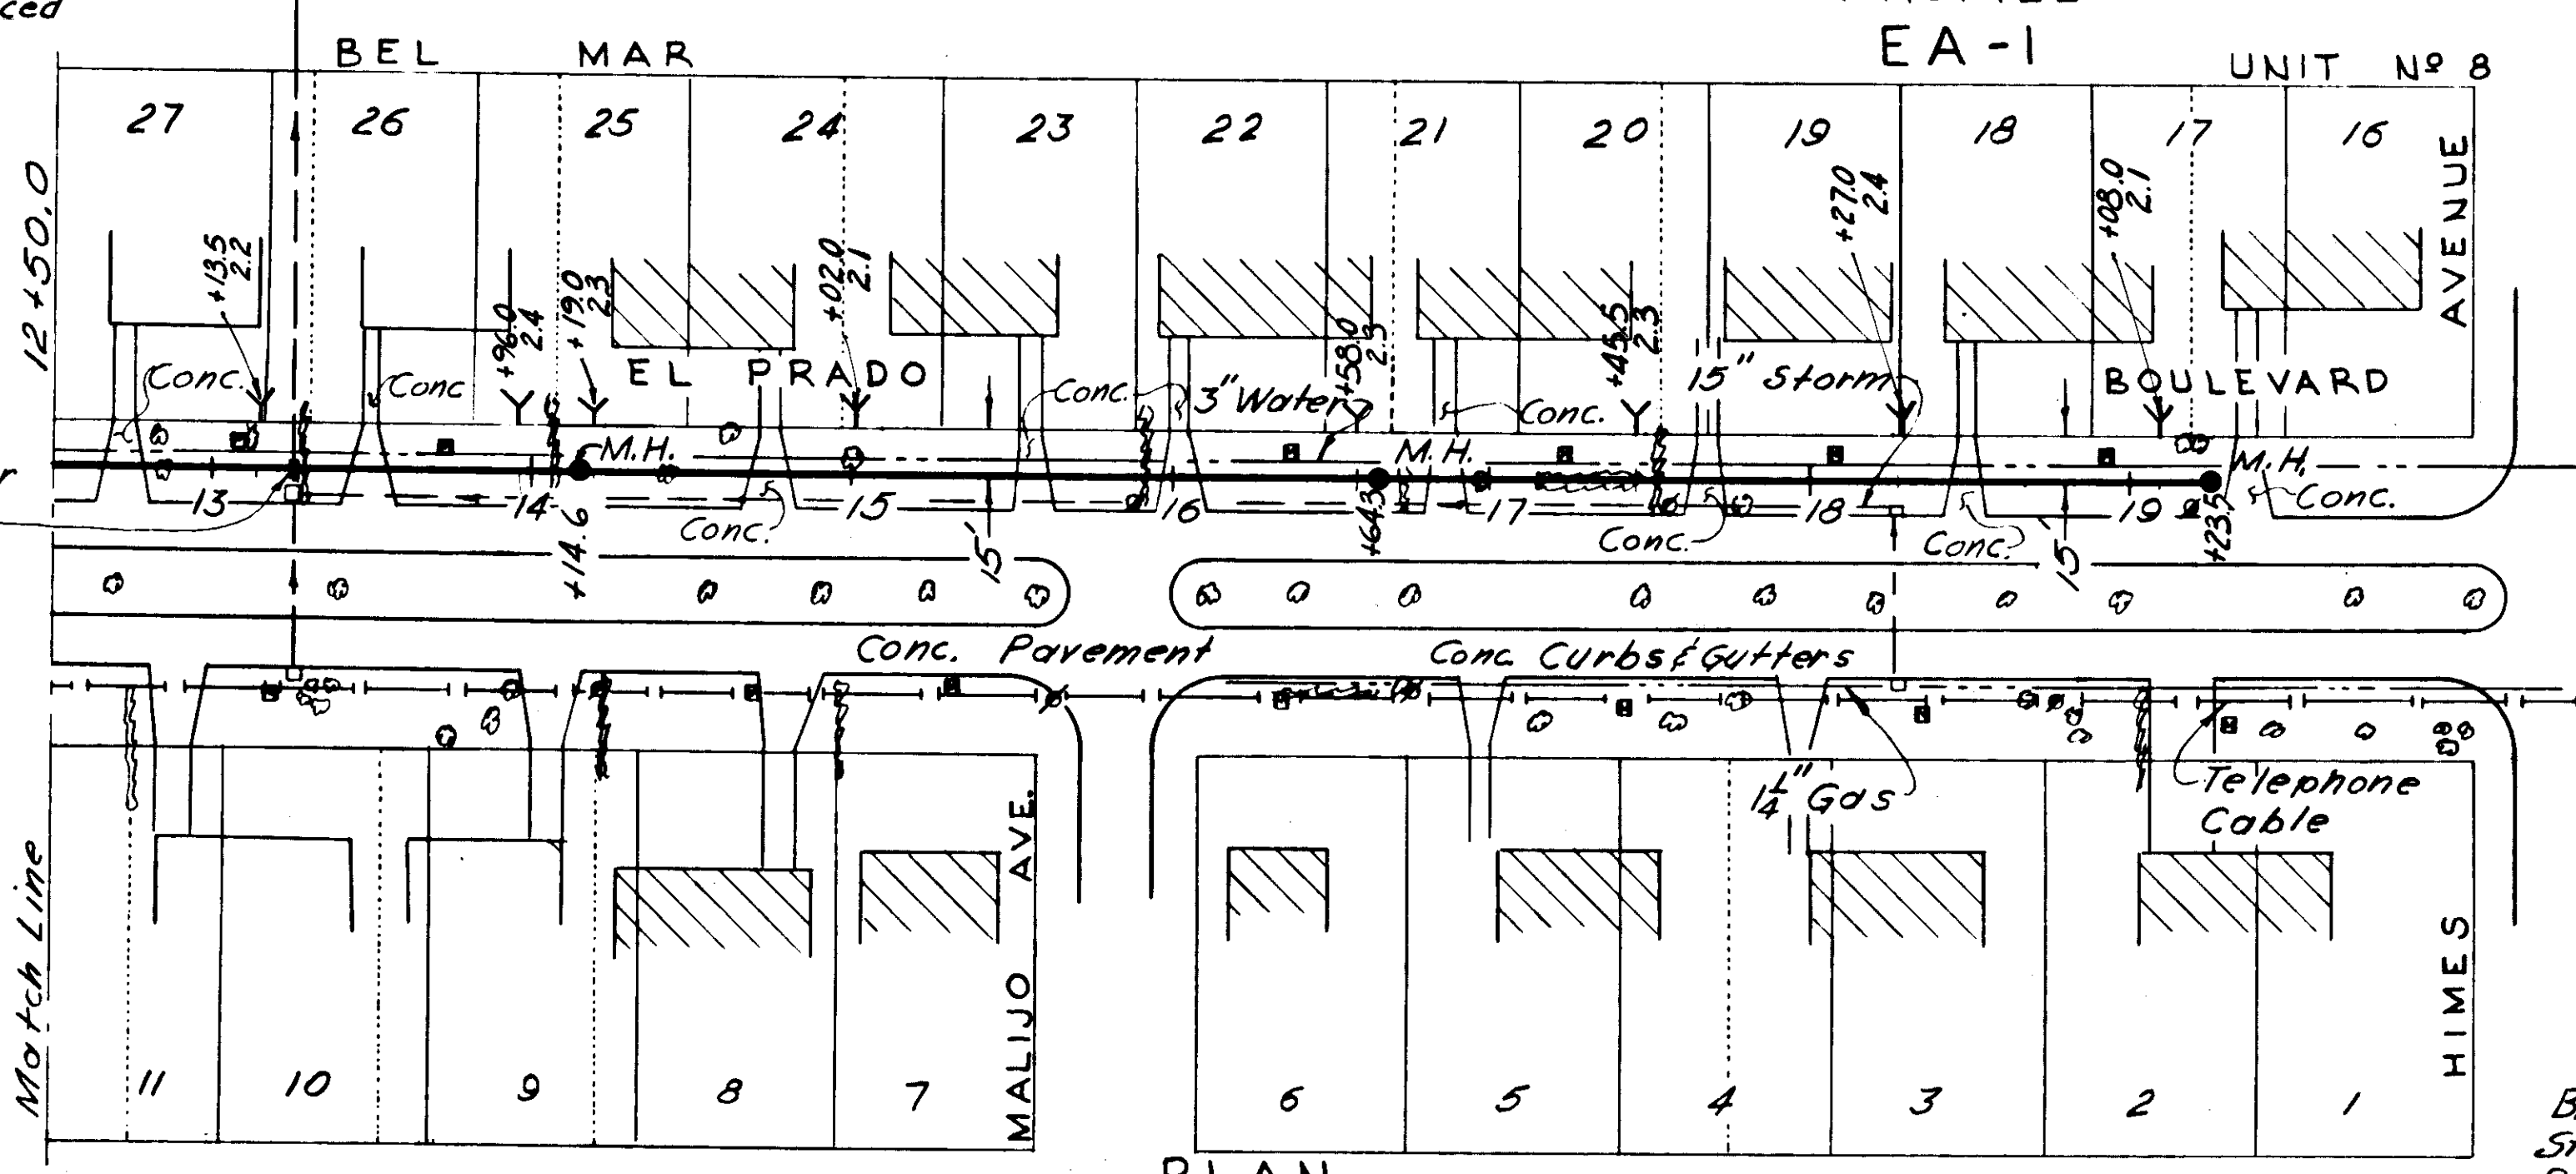 ced
EA-1
BEL MAR
UNIT Nº 8
27 26 25 24 23 22 21 20 19 18 17 16
12+50.0
AVENUE
+13.5
2.2
+96.0
2.4
+19.0
2.3
+02.0
2.1
+58.0
2.3
+45.5
2.3
+27.0
2.4
+08.0
2.1
EL PRADO
BOULEVARD
Conc.
Conc
Conc.
3" Water
Conc.
15" Storm
M.H.
M.H.
M.H.
r
13 14 15 16 17 18 19
+14.6
Conc.
15'
+64.3
Conc.
Conc.
15'
+23.5
Conc.
Conc. Pavement
Conc. Curbs & Gutters
1¼" Gas
Telephone
Cable
Match Line
MALIJO AVE.
HIMES
11 10 9 8 7 6 5 4 3 2 1
PLAN